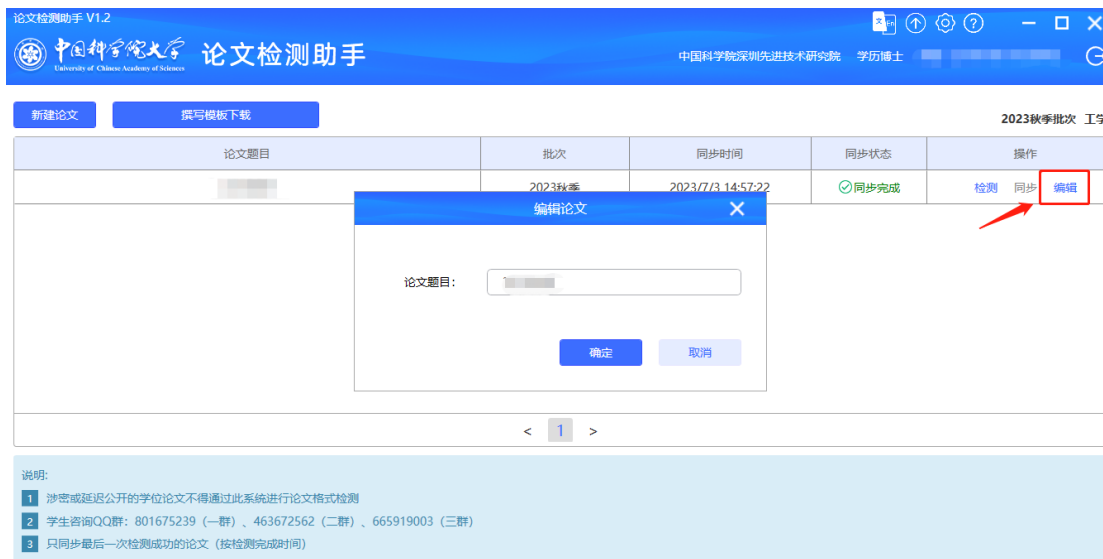 论文检测助手 V1.2
中国科学院大学 论文检测助手
University of Chinese Academy of Sciences
中国科学院深圳先进技术研究院 学历博士
新建论文 撰写模板下载 2023秋季批次 工学
论文题目 批次 同步时间 同步状态 操作
2023秋季 2023/7/3 14:57:22 同步完成 检测 同步 编辑
编辑论文
论文题目:
确定 取消
< 1 >
说明:
1 涉密或延迟公开的学位论文不得通过此系统进行论文格式检测
2 学生咨询QQ群: 801675239 (一群) 、463672562 (二群) 、665919003 (三群)
3 只同步最后一次检测成功的论文 (按检测完成时间)